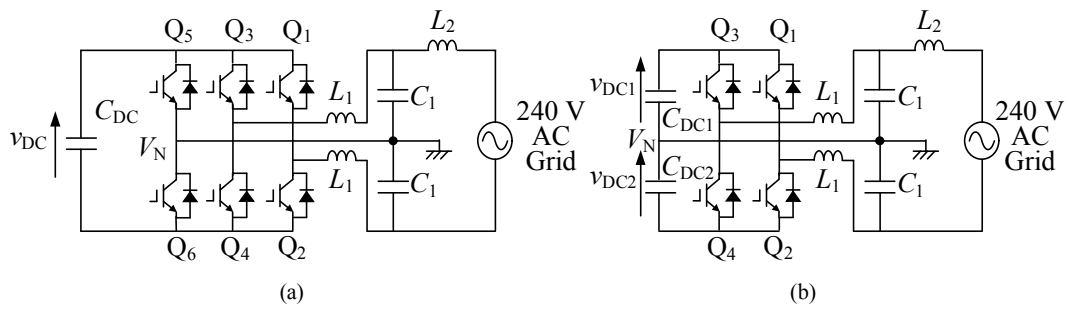 Q5 Q3 Q1
L2
L1
C1
CDC
vDC
VN
240 V
AC
Grid
L1
C1
Q6 Q4 Q2
(a)
Q3 Q1
L2
vDC1
L1
C1
CDC1
VN
240 V
AC
Grid
CDC2
vDC2
L1
C1
Q4 Q2
(b)